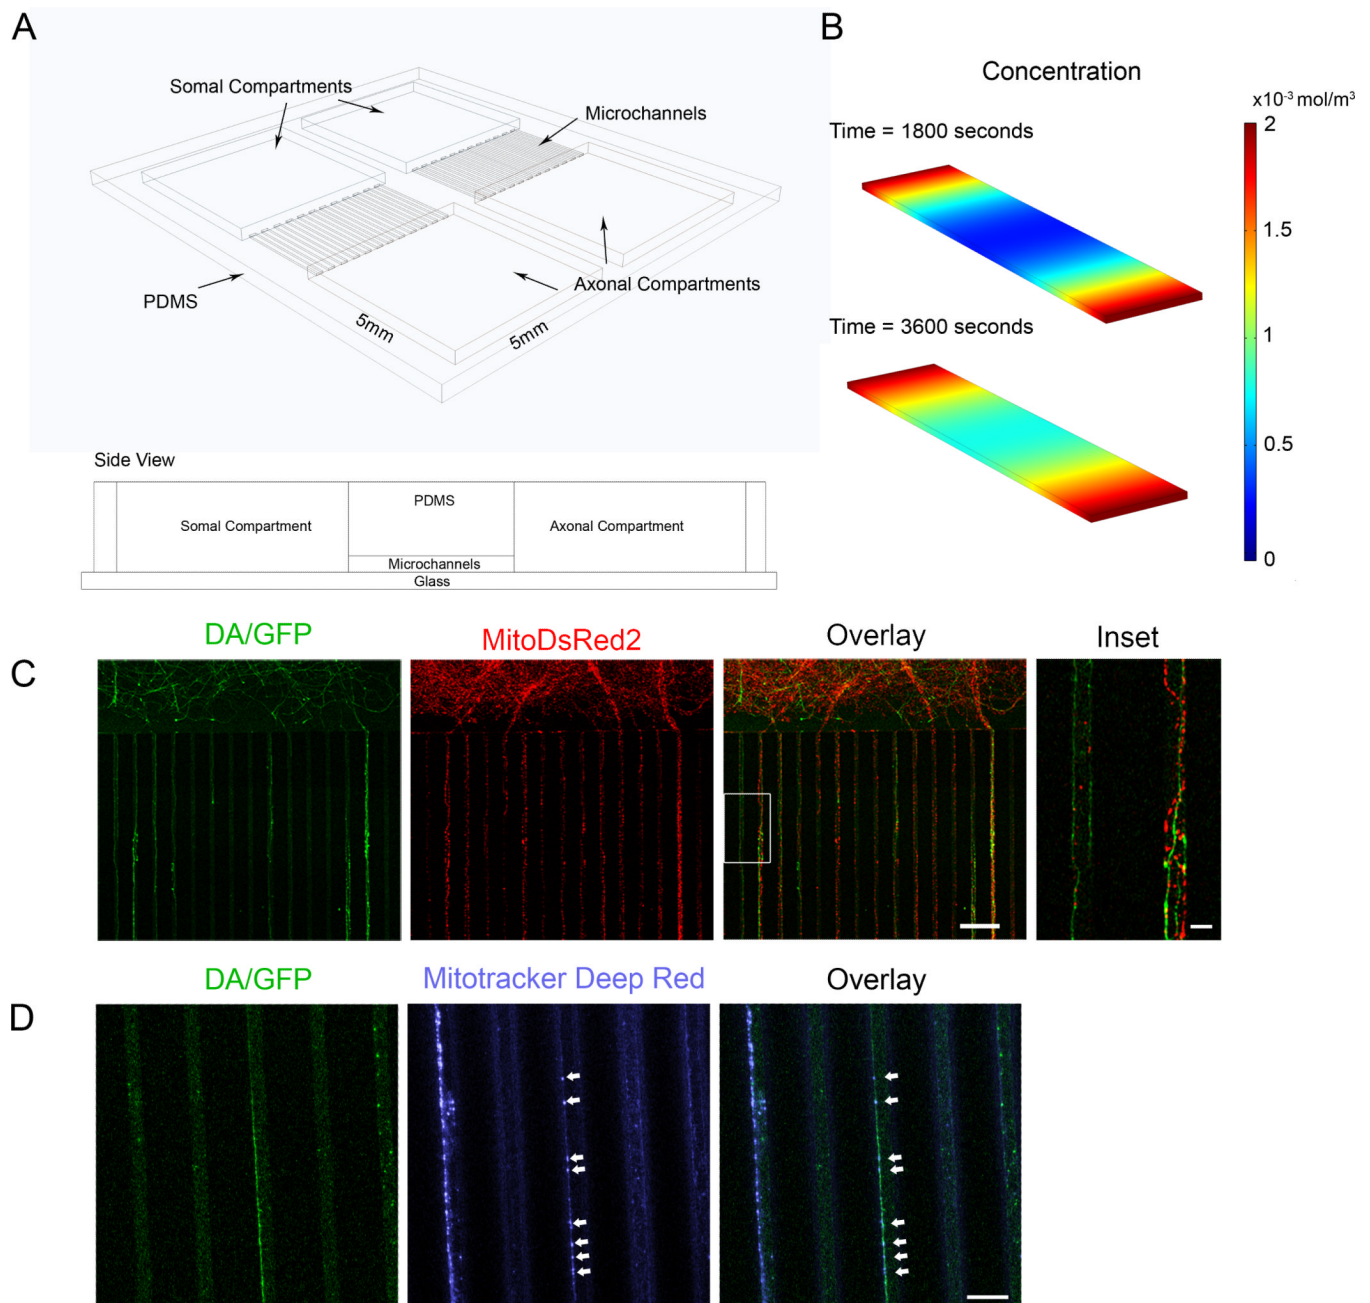 A
Somal Compartments
Microchannels
PDMS
Axonal Compartments
5mm
5mm
Side View
PDMS
Somal Compartment
Axonal Compartment
Microchannels
Glass
B
Concentration
x10⁻³ mol/m³
Time = 1800 seconds
Time = 3600 seconds
2
1.5
1
0.5
0
C
DA/GFP
MitoDsRed2
Overlay
Inset
D
DA/GFP
Mitotracker Deep Red
Overlay